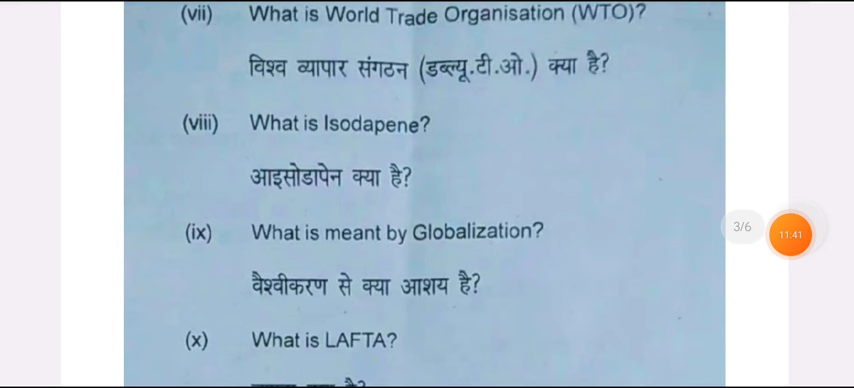 (vii) What is World Trade Organisation (WTO)?
विश्व व्यापार संगठन (डब्ल्यू.टी.ओ.) क्या है?
(viii) What is Isodapene?
आइसोडापेन क्या है?
(ix) What is meant by Globalization?
3/6
11:41
वैश्वीकरण से क्या आशय है?
(x) What is LAFTA?